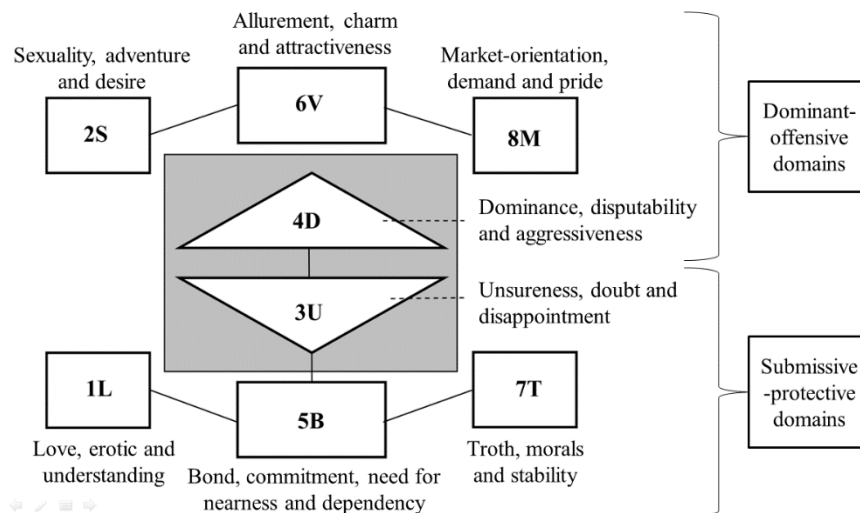 Allurement, charm
and attractiveness
Sexuality, adventure
and desire
Market-orientation,
demand and pride
2S
6V
8M
Dominant-
offensive
domains
4D
Dominance, disputability
and aggressiveness
3U
Unsureness, doubt and
disappointment
1L
5B
7T
Submissive
-protective
domains
Love, erotic and
understanding
Bond, commitment, need for
nearness and dependency
Troth, morals
and stability